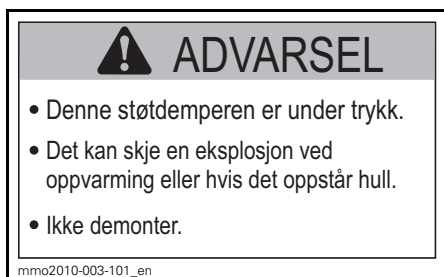 ADVARSEL
• Denne støtdemperen er under trykk.
• Det kan skje en eksplosjon ved
oppvarming eller hvis det oppstår hull.
• Ikke demonter.
mmo2010-003-101_en